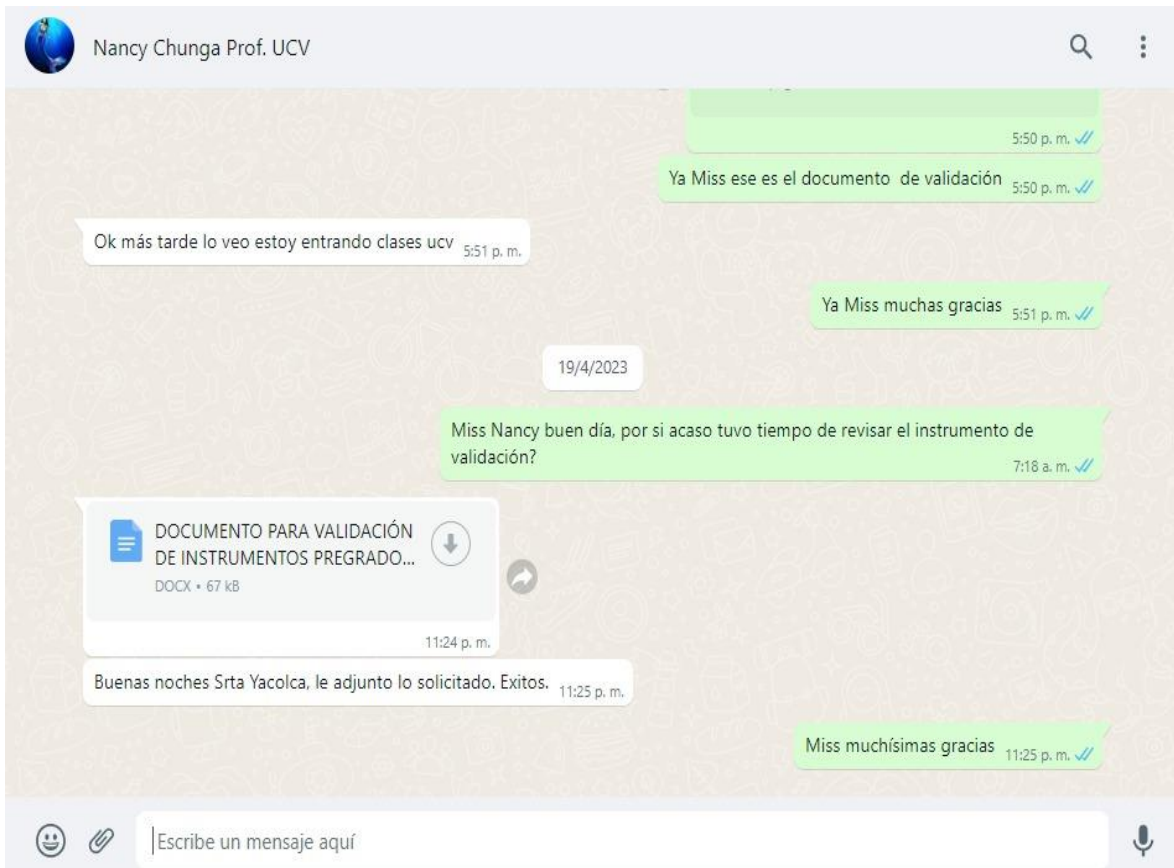 Nancy Chunga Prof. UCV
5:50 p. m.
Ya Miss ese es el documento de validación 5:50 p. m.
Ok más tarde lo veo estoy entrando clases ucv 5:51 p. m.
Ya Miss muchas gracias 5:51 p. m.
19/4/2023
Miss Nancy buen día, por si acaso tuvo tiempo de revisar el instrumento de
validación?
7:18 a. m.
DOCUMENTO PARA VALIDACIÓN
DE INSTRUMENTOS PREGRADO...
DOCX • 67 kB
11:24 p. m.
Buenas noches Srta Yacolca, le adjunto lo solicitado. Exitos. 11:25 p. m.
Miss muchísimas gracias 11:25 p. m.
Escribe un mensaje aquí